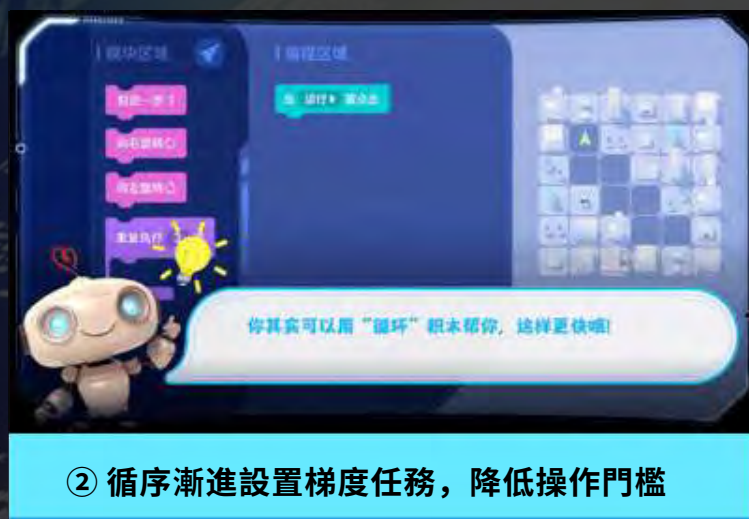 模块区域
编程区域
前进一步↑
当 运行▶ 被点击
向右旋转
向左旋转
重复执行
你其实可以用“循环”积木帮你，这样更快哦!
② 循序漸進設置梯度任務，降低操作門檻